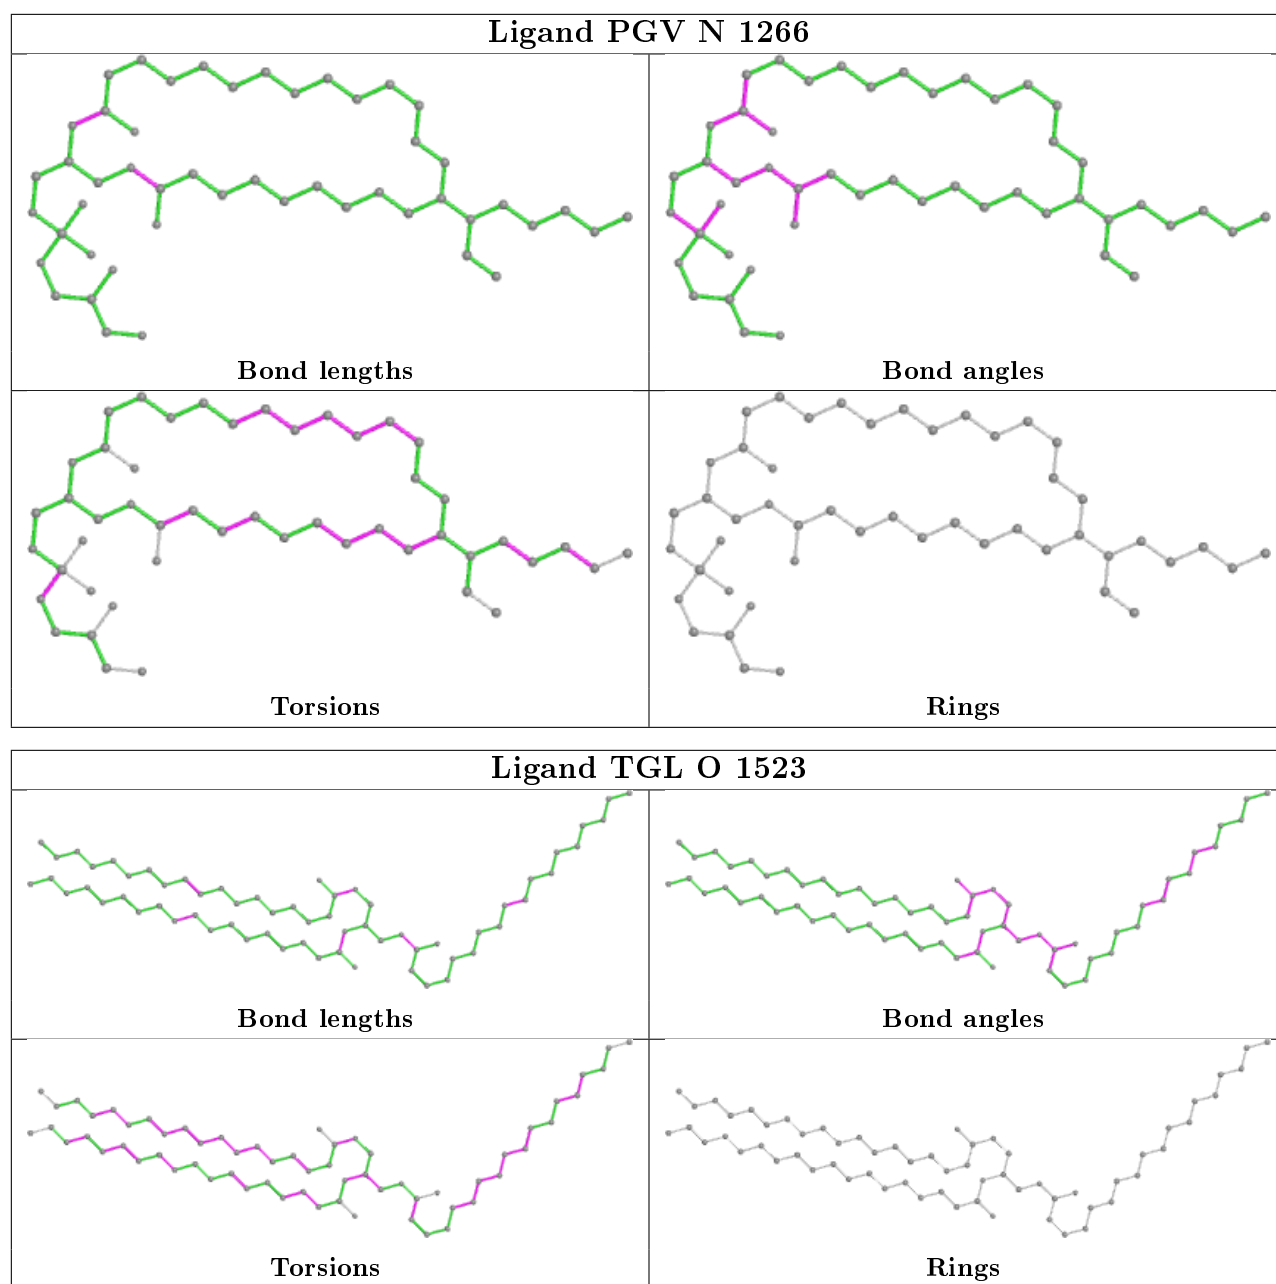 Ligand PGV N 1266
Bond lengths
Bond angles
Torsions
Rings
Ligand TGL O 1523
Bond lengths
Bond angles
Torsions
Rings